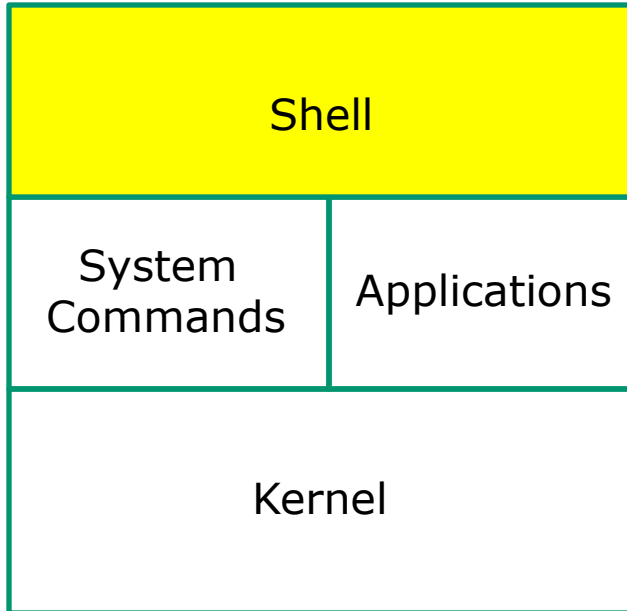 Shell
System
Commands
Applications
Kernel